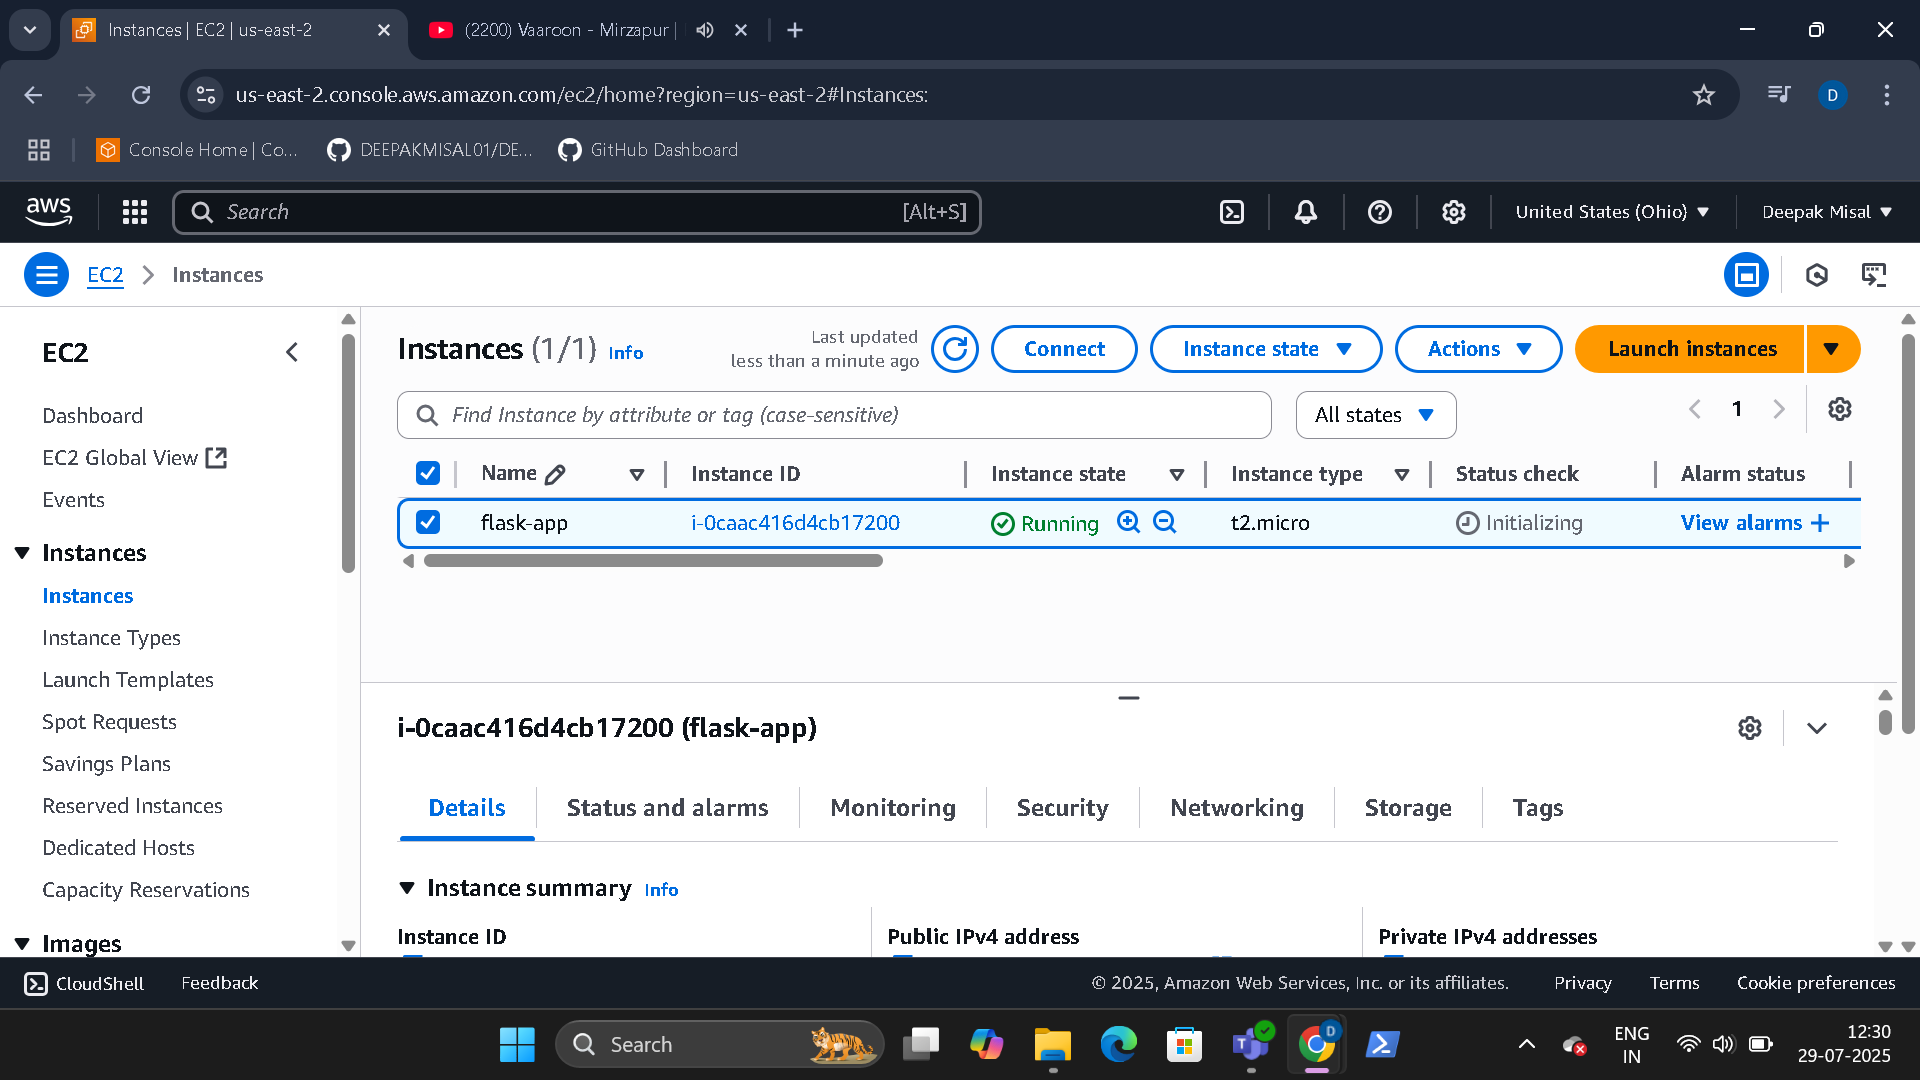 Instances | EC2 | us-east-2
(2200) Vaaroon - Mirzapur |
us-east-2.console.aws.amazon.com/ec2/home?region=us-east-2#Instances:
D
Console Home | Co...
DEEPAKMISAL01/DE...
GitHub Dashboard
aws
Search
[Alt+S]
United States (Ohio)
Deepak Misal
EC2
Instances
EC2
Dashboard
EC2 Global View
Events
Instances
Instances
Instance Types
Launch Templates
Spot Requests
Savings Plans
Reserved Instances
Dedicated Hosts
Capacity Reservations
Images
Instances (1/1) Info
Last updated
less than a minute ago
Connect
Instance state
Actions
Launch instances
Find Instance by attribute or tag (case-sensitive)
All states
1
Name
Instance ID
Instance state
Instance type
Status check
Alarm status
flask-app
i-0caac416d4cb17200
Running
t2.micro
Initializing
View alarms +
i-0caac416d4cb17200 (flask-app)
Details
Status and alarms
Monitoring
Security
Networking
Storage
Tags
Instance summary Info
Instance ID
Public IPv4 address
Private IPv4 addresses
CloudShell
Feedback
© 2025, Amazon Web Services, Inc. or its affiliates.
Privacy
Terms
Cookie preferences
Search
D
ENG
IN
12:30
29-07-2025